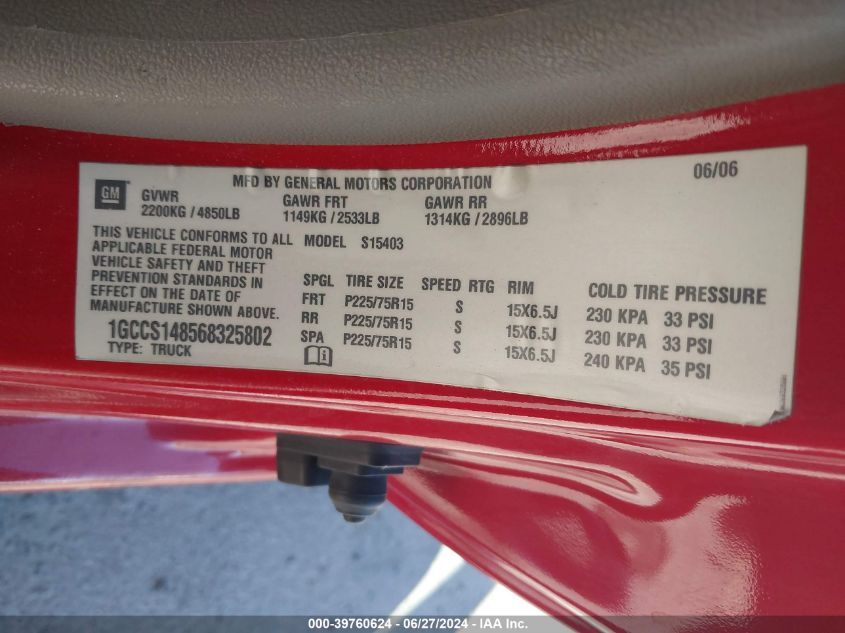 MFD BY GENERAL MOTORS CORPORATION 06/06
GM
GVWR GAWR FRT GAWR RR
2200KG / 4850LB 1149KG / 2533LB 1314KG / 2896LB
THIS VEHICLE CONFORMS TO ALL
APPLICABLE FEDERAL MOTOR
VEHICLE SAFETY AND THEFT
PREVENTION STANDARDS IN
EFFECT ON THE DATE OF
MANUFACTURE SHOWN ABOVE.
1GCCS148568325802
TYPE: TRUCK
MODEL S15403
SPGL TIRE SIZE SPEED RTG RIM COLD TIRE PRESSURE
FRT P225/75R15 S 15X6.5J 230 KPA 33 PSI
RR P225/75R15 S 15X6.5J 230 KPA 33 PSI
SPA P225/75R15 S 15X6.5J 240 KPA 35 PSI
000-39760624 - 06/27/2024 - IAA Inc.